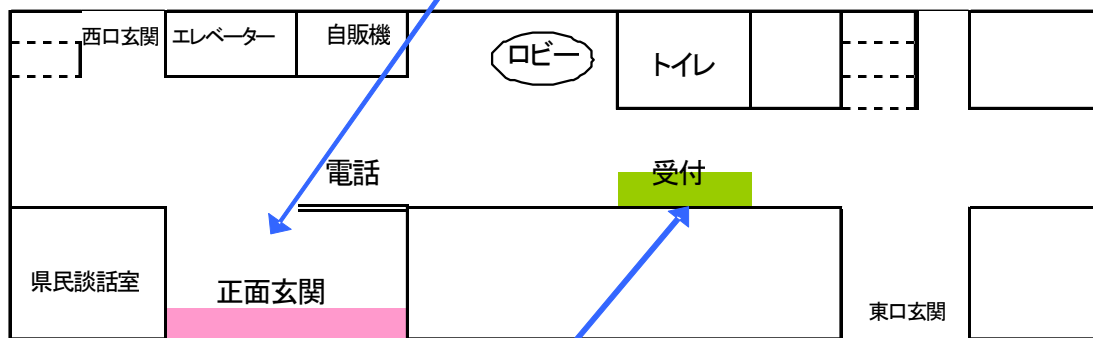 西口玄関
エレベーター
自販機
ロビー
トイレ
電話
受付
県民談話室
正面玄関
東口玄関